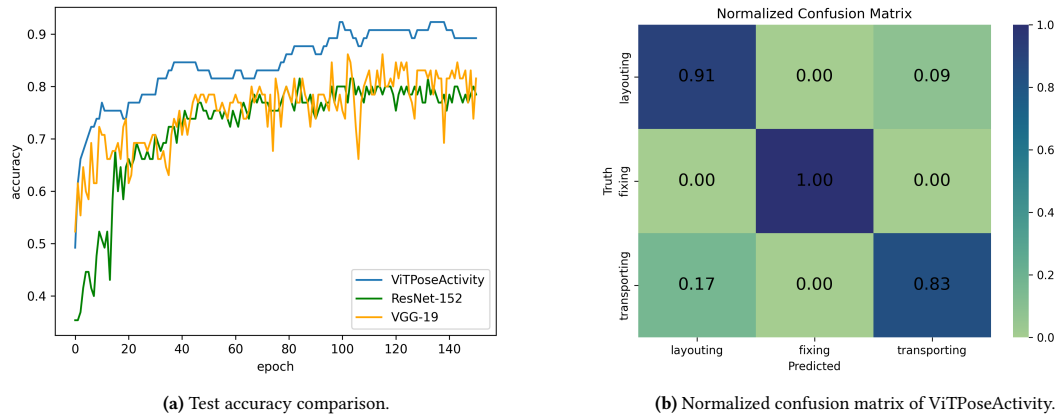 0.9
0.8
0.7
0.6
0.5
0.4
accuracy
0 20 40 60 80 100 120 140
epoch
ViTPoseActivity
ResNet-152
VGG-19
(a) Test accuracy comparison.
Normalized Confusion Matrix
layouting
fixing
transporting
Truth
0.91 0.00 0.09
0.00 1.00 0.00
0.17 0.00 0.83
layouting fixing transporting
Predicted
1.0
0.8
0.6
0.4
0.2
0.0
(b) Normalized confusion matrix of ViTPoseActivity.